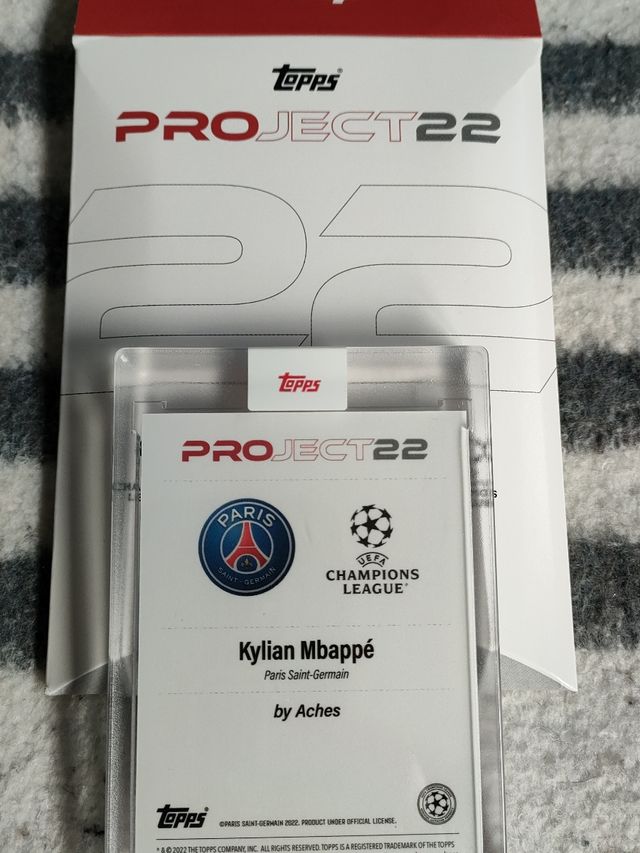 Topps®
PROJECT22
22
Topps
PROJECT22
PARIS
SAINT-GERMAIN
UEFA
CHAMPIONS
LEAGUE®
Kylian Mbappé
Paris Saint-Germain
by Aches
Topps®
©PARIS SAINT-GERMAIN 2022. PRODUCT UNDER OFFICIAL LICENSE.
* & © 2022 THE TOPPS COMPANY, INC. ALL RIGHTS RESERVED. TOPPS IS A REGISTERED TRADEMARK OF THE TOPPS